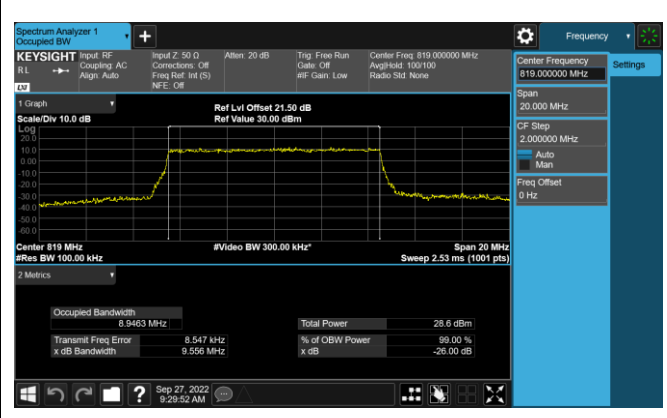 Spectrum Analyzer 1
Occupied BW
Frequency
KEYSIGHT
Input: RF
Coupling: AC
Align: Auto
Input Z: 50 Ω
Corrections: Off
Freq Ref: Int (S)
NFE: Off
Atten: 20 dB
Trig: Free Run
Gate: Off
#IF Gain: Low
Center Freq: 819.000000 MHz
Avg|Hold: 100/100
Radio Std: None
RL
LXI
Center Frequency
819.000000 MHz
Settings
Span
20.000 MHz
CF Step
2.000000 MHz
Auto
Man
Freq Offset
0 Hz
1 Graph
Scale/Div 10.0 dB
Ref Lvl Offset 21.50 dB
Ref Value 30.00 dBm
Log
20.0
10.0
0.00
-10.0
-20.0
-30.0
-40.0
-50.0
-60.0
Center 819 MHz
#Res BW 100.00 kHz
#Video BW 300.00 kHz*
Span 20 MHz
Sweep 2.53 ms (1001 pts)
2 Metrics
Occupied Bandwidth
8.9463 MHz
Total Power 28.6 dBm
Transmit Freq Error 8.547 kHz
% of OBW Power 99.00 %
x dB Bandwidth 9.556 MHz
x dB -26.00 dB
?
Sep 27, 2022
9:29:52 AM